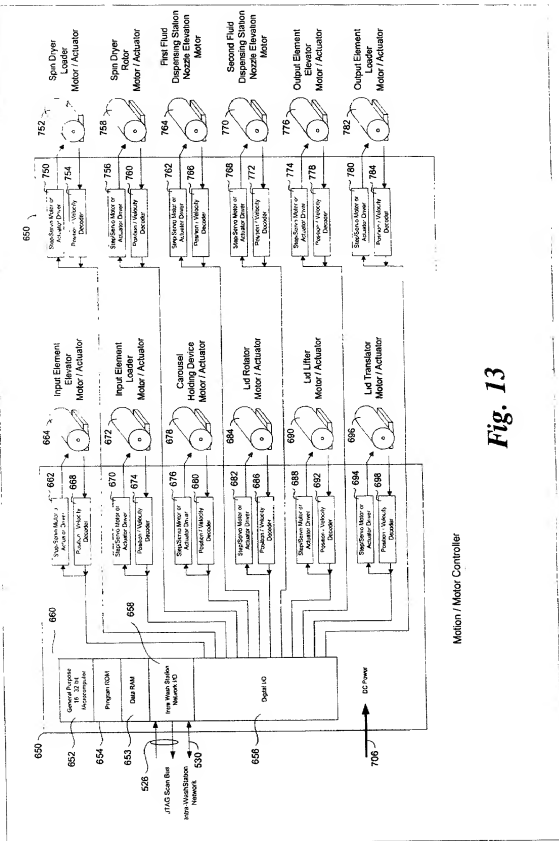 650
660
652
General Purpose
16 32 bit
Microcomputer
654
Program ROM
653
Data RAM
658
Intra Wash Station
Network I/O
656
Digital I/O
526
JTAG Scan Bus
530
Intra-WashStation
Network
706
DC Power
662
Step/Servo Motor or
Actuator Driver
668
Position / Velocity
Decoder
664
Input Element
Elevator
Motor / Actuator
670
Step/Servo Motor or
Actuator Driver
674
Position / Velocity
Decoder
672
Input Element
Loader
Motor / Actuator
676
Step/Servo Motor or
Actuator Driver
680
Position / Velocity
Decoder
678
Carousel
Holding Device
Motor / Actuator
682
Step/Servo Motor or
Actuator Driver
686
Position / Velocity
Decoder
684
Lid Rotator
Motor / Actuator
688
Step/Servo Motor or
Actuator Driver
692
Position / Velocity
Decoder
690
Lid Lifter
Motor / Actuator
694
Step/Servo Motor or
Actuator Driver
698
Position / Velocity
Decoder
696
Lid Translator
Motor / Actuator
650
750
Step/Servo Motor or
Actuator Driver
754
Position / Velocity
Decoder
752
Spin Dryer
Loader
Motor / Actuator
756
Step/Servo Motor or
Actuator Driver
760
Position / Velocity
Decoder
758
Spin Dryer
Rotor
Motor / Actuator
762
Step/Servo Motor or
Actuator Driver
766
Position / Velocity
Decoder
764
First Fluid
Dispensing Station
Nozzle Elevation
Motor
768
Step/Servo Motor or
Actuator Driver
772
Position / Velocity
Decoder
770
Second Fluid
Dispensing Station
Nozzle Elevation
Motor
774
Step/Servo Motor or
Actuator Driver
778
Position / Velocity
Decoder
776
Output Element
Elevator
Motor / Actuator
780
Step/Servo Motor or
Actuator Driver
784
Position / Velocity
Decoder
782
Output Element
Loader
Motor / Actuator
Motion / Motor Controller
Fig. 13